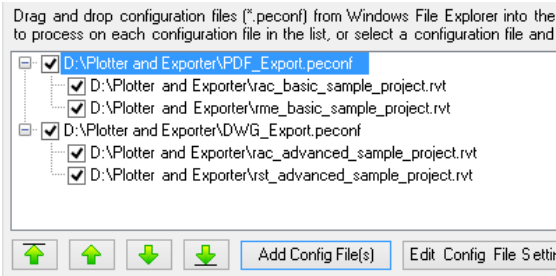 Drag and drop configuration files (*.peconf) from Windows File Explorer into the
to process on each configuration file in the list, or select a configuration file and
D:\Plotter and Exporter\PDF_Export.peconf
D:\Plotter and Exporter\rac_basic_sample_project.rvt
D:\Plotter and Exporter\rme_basic_sample_project.rvt
D:\Plotter and Exporter\DWG_Export.peconf
D:\Plotter and Exporter\rac_advanced_sample_project.rvt
D:\Plotter and Exporter\rst_advanced_sample_project.rvt
Add Config File(s) Edit Config File